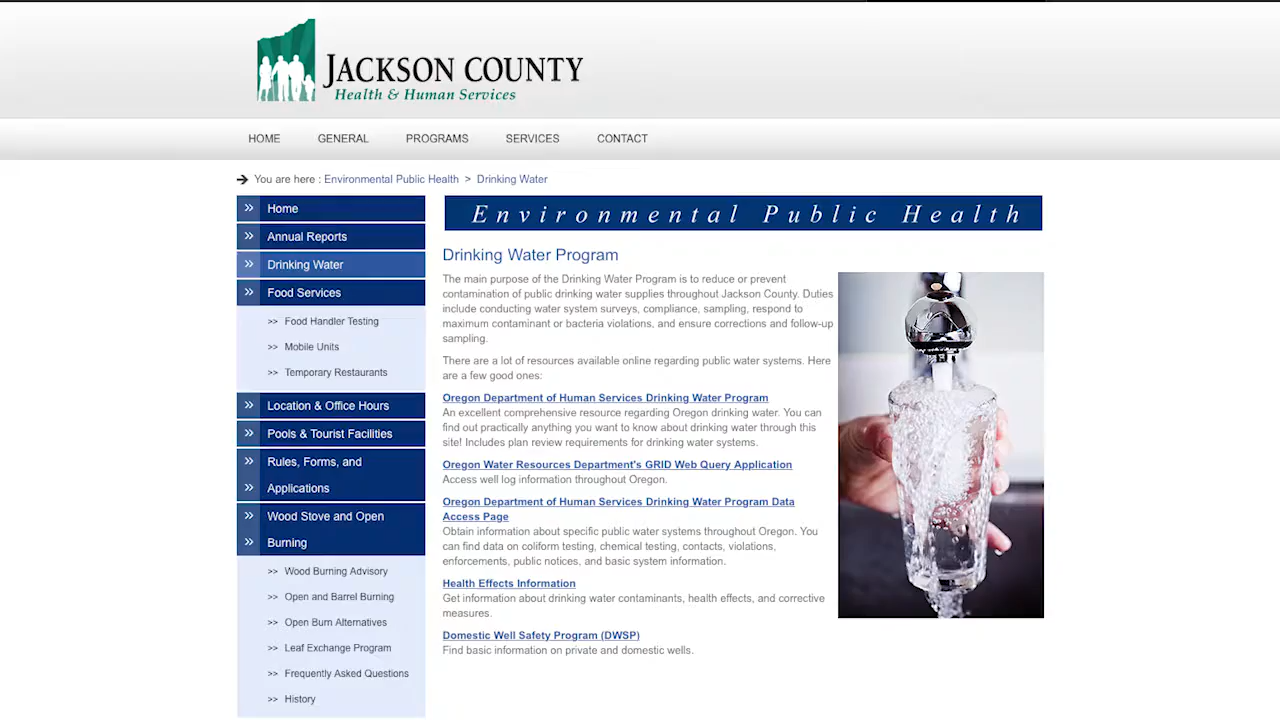 JACKSON COUNTY
Health & Human Services
HOME GENERAL PROGRAMS SERVICES CONTACT
You are here : Environmental Public Health > Drinking Water
» Home
» Annual Reports
» Drinking Water
» Food Services
>> Food Handler Testing
>> Mobile Units
>> Temporary Restaurants
» Location & Office Hours
» Pools & Tourist Facilities
» Rules, Forms, and
» Applications
» Wood Stove and Open
» Burning
>> Wood Burning Advisory
>> Open and Barrel Burning
>> Open Burn Alternatives
>> Leaf Exchange Program
>> Frequently Asked Questions
>> History
Environmental Public Health
Drinking Water Program
The main purpose of the Drinking Water Program is to reduce or prevent
contamination of public drinking water supplies throughout Jackson County. Duties
include conducting water system surveys, compliance, sampling, respond to
maximum contaminant or bacteria violations, and ensure corrections and follow-up
sampling.
There are a lot of resources available online regarding public water systems. Here
are a few good ones:
Oregon Department of Human Services Drinking Water Program
An excellent comprehensive resource regarding Oregon drinking water. You can
find out practically anything you want to know about drinking water through this
site! Includes plan review requirements for drinking water systems.
Oregon Water Resources Department's GRID Web Query Application
Access well log information throughout Oregon.
Oregon Department of Human Services Drinking Water Program Data
Access Page
Obtain information about specific public water systems throughout Oregon. You
can find data on coliform testing, chemical testing, contacts, violations,
enforcements, public notices, and basic system information.
Health Effects Information
Get information about drinking water contaminants, health effects, and corrective
measures.
Domestic Well Safety Program (DWSP)
Find basic information on private and domestic wells.